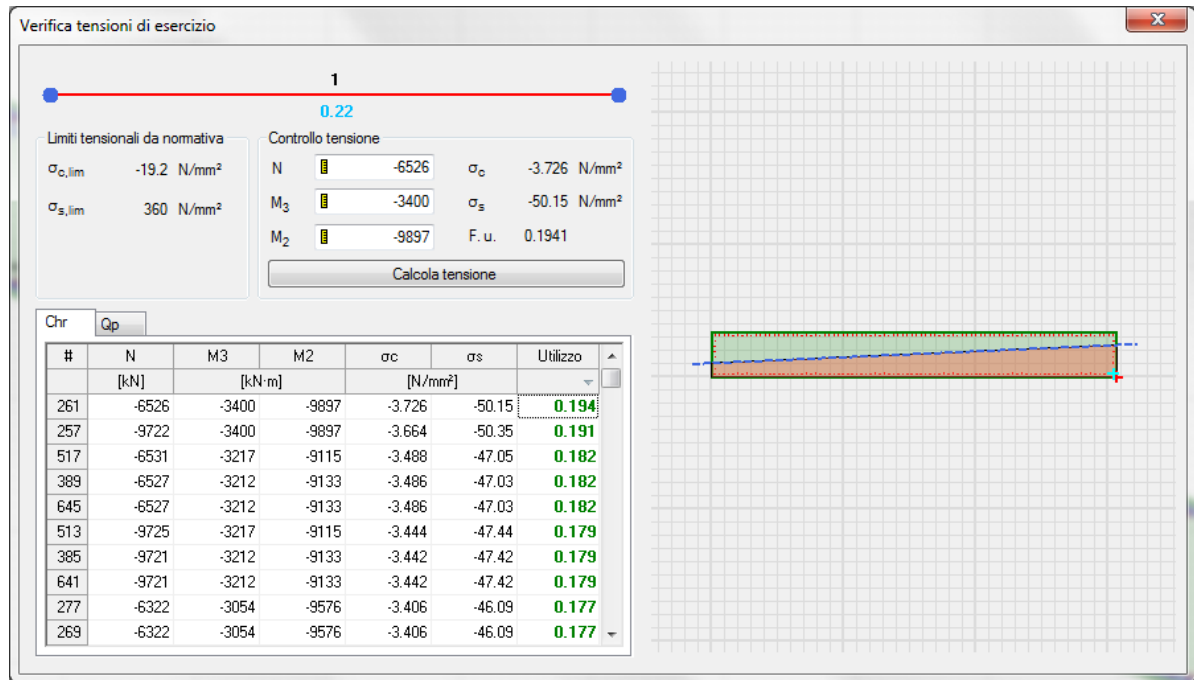 Verifica tensioni di esercizio
x
1
0.22
Limiti tensionali da normativa
σc,lim -19.2 N/mm²
σs,lim 360 N/mm²
Controllo tensione
N -6526 σc -3.726 N/mm²
M3 -3400 σs -50.15 N/mm²
M2 -9897 F. u. 0.1941
Calcola tensione
Chr Qp
# N M3 M2 σc σs Utilizzo
[kN] [kN·m] [N/mm²]
261 -6526 -3400 -9897 -3.726 -50.15 0.194
257 -9722 -3400 -9897 -3.664 -50.35 0.191
517 -6531 -3217 -9115 -3.488 -47.05 0.182
389 -6527 -3212 -9133 -3.486 -47.03 0.182
645 -6527 -3212 -9133 -3.486 -47.03 0.182
513 -9725 -3217 -9115 -3.444 -47.44 0.179
385 -9721 -3212 -9133 -3.442 -47.42 0.179
641 -9721 -3212 -9133 -3.442 -47.42 0.179
277 -6322 -3054 -9576 -3.406 -46.09 0.177
269 -6322 -3054 -9576 -3.406 -46.09 0.177